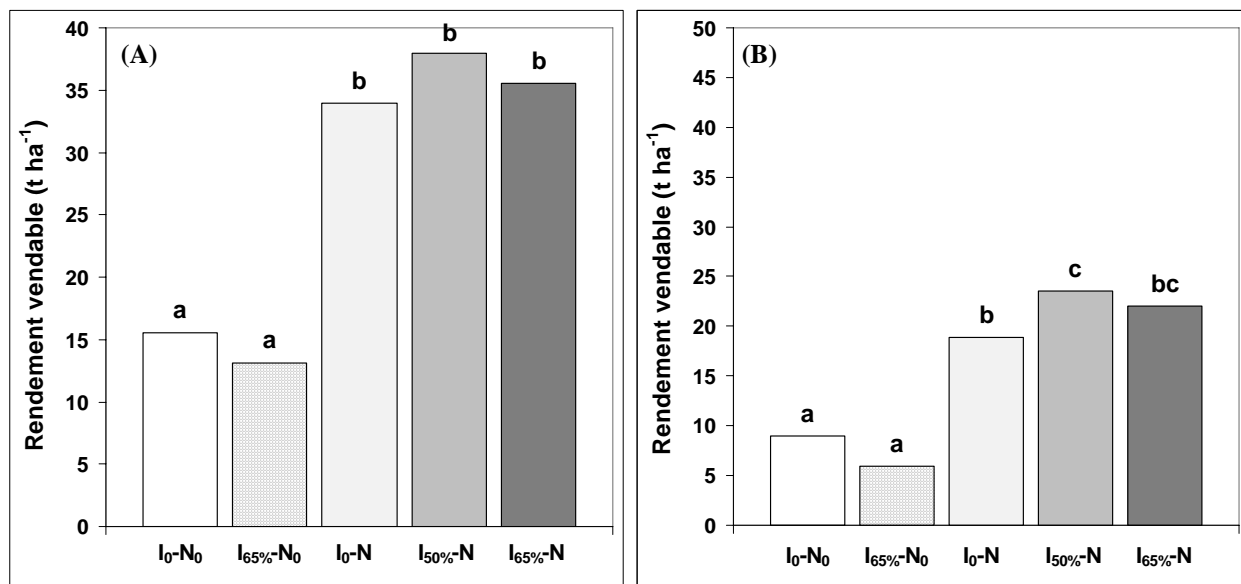 (A)
Rendement vendable (t ha⁻¹)
40
35
30
25
20
15
10
5
0
a
a
b
b
b
I₀-N₀ I₆₅%-N₀ I₀-N I₅₀%-N I₆₅%-N
(B)
Rendement vendable (t ha⁻¹)
50
45
40
35
30
25
20
15
10
5
0
a
a
b
c
bc
I₀-N₀ I₆₅%-N₀ I₀-N I₅₀%-N I₆₅%-N